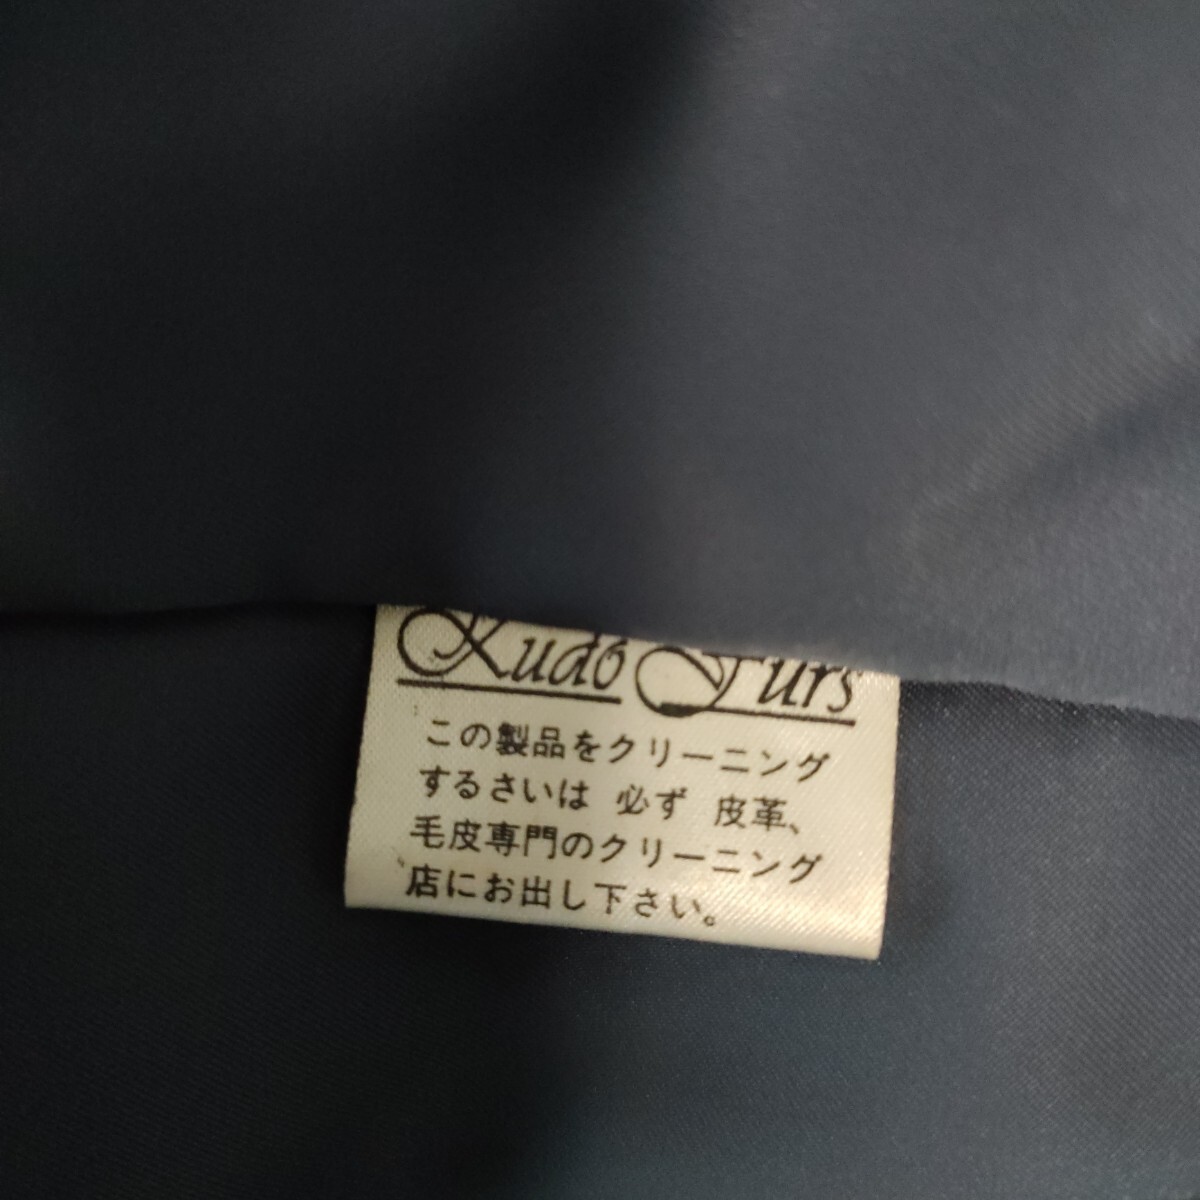 Kudo Furs
この製品をクリーニング
するさいは 必ず 皮革、
毛皮専門のクリーニング
店にお出し下さい。